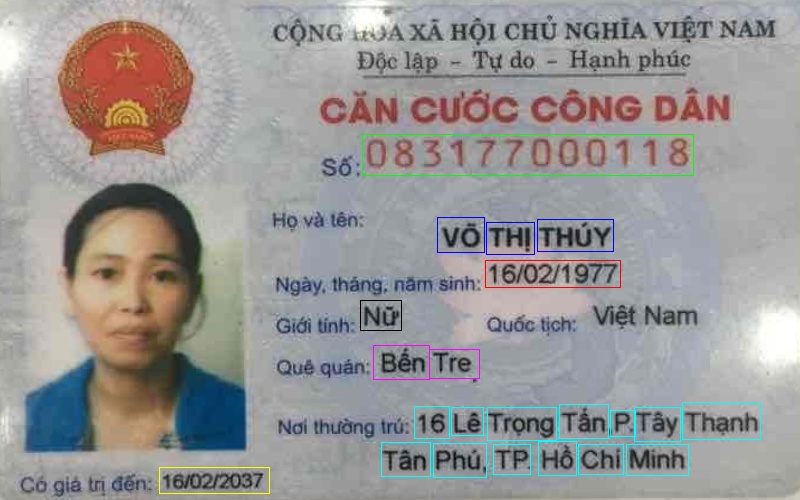 CỘNG HÒA XÃ HỘI CHỦ NGHĨA VIỆT NAM
Độc lập - Tự do - Hạnh phúc
CĂN CƯỚC CÔNG DÂN
Số: 083177000118
Họ và tên:
VÕ THỊ THÚY
Ngày, tháng, năm sinh: 16/02/1977
Giới tính: Nữ Quốc tịch: Việt Nam
Quê quán: Bến Tre
Nơi thường trú: 16 Lê Trọng Tấn, P.Tây Thạnh
Tân Phú, TP. Hồ Chí Minh
Có giá trị đến: 16/02/2037